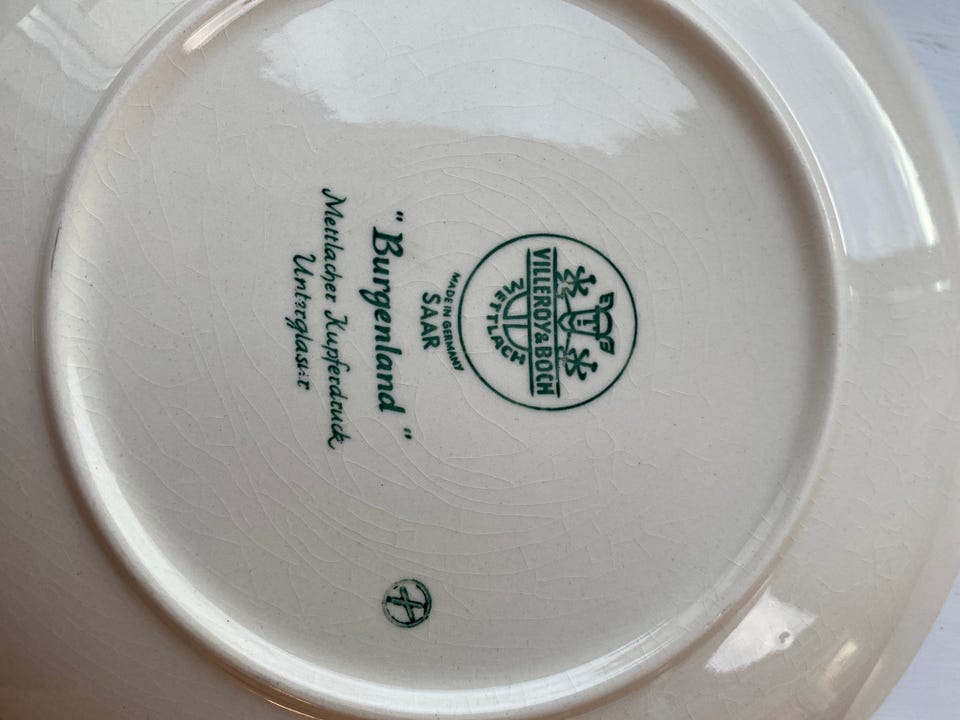 VILLEROY & BOCH
METTLACH
MADE IN GERMANY
SAAR
"Burgenland"
Mettlacher Kupferdruck
Unterglasur